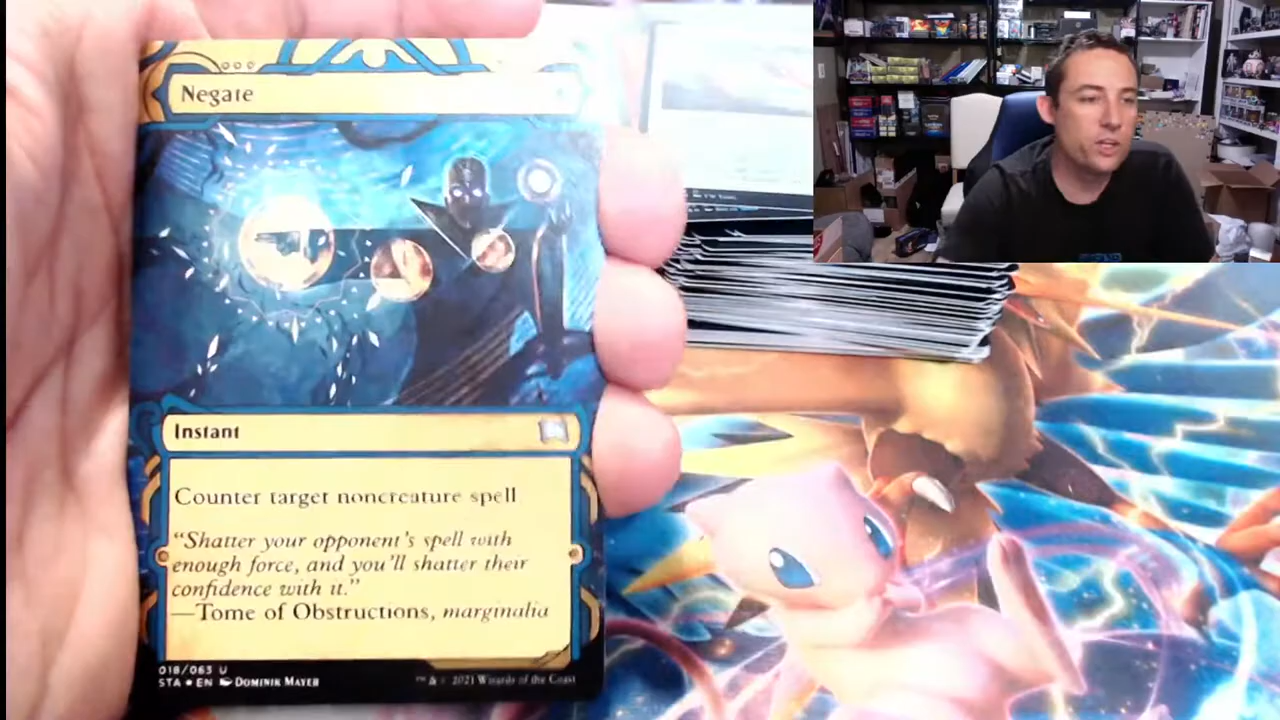 Negate
Instant
Counter target noncreature spell
"Shatter your opponent's spell with
enough force, and you'll shatter their
confidence with it."
—Tome of Obstructions, marginalia
018/063 U
STA ★ EN Dominik Mayer
™ & © 2021 Wizards of the Coast